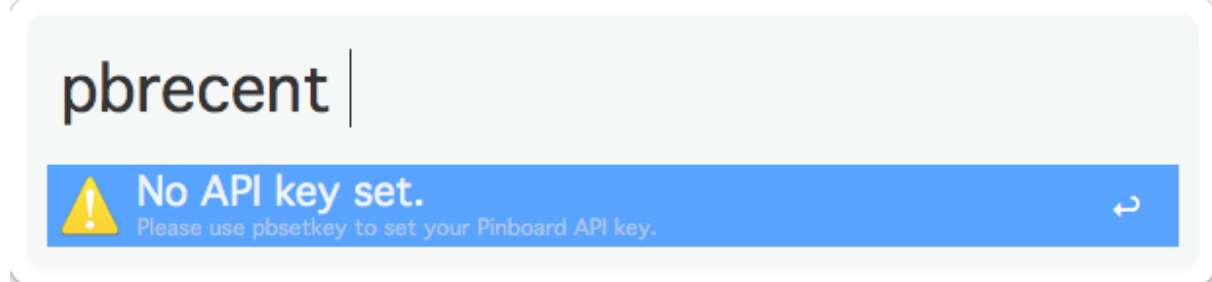 pbrecent
No API key set.
Please use pbsetkey to set your Pinboard API key.